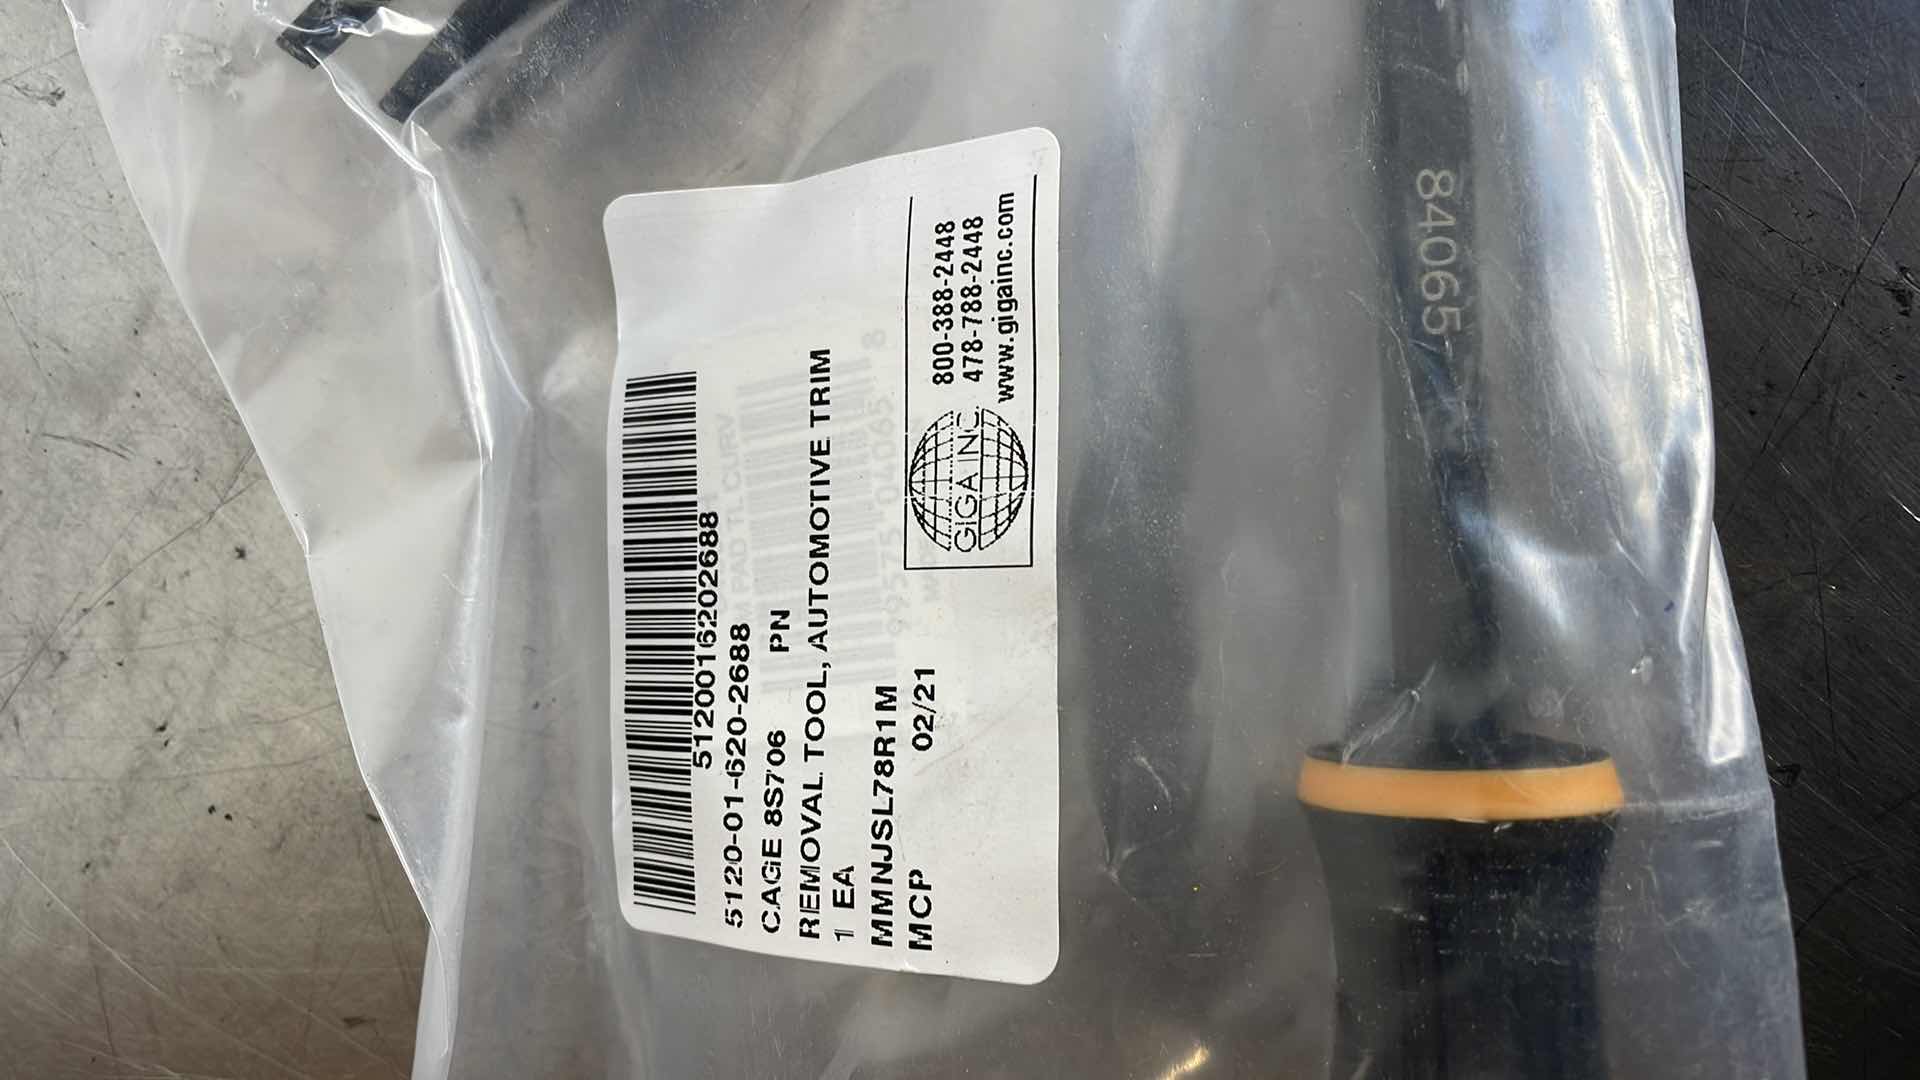 5120016202688
5120-01-620-2688
CAGE 8S706 PN
REMOVAL TOOL, AUTOMOTIVE TRIM
1 EA
MMNJSL78R1M
MCP 02/21
GIGA INC
800-388-2448
478-788-2448
www.gigainc.com
84065